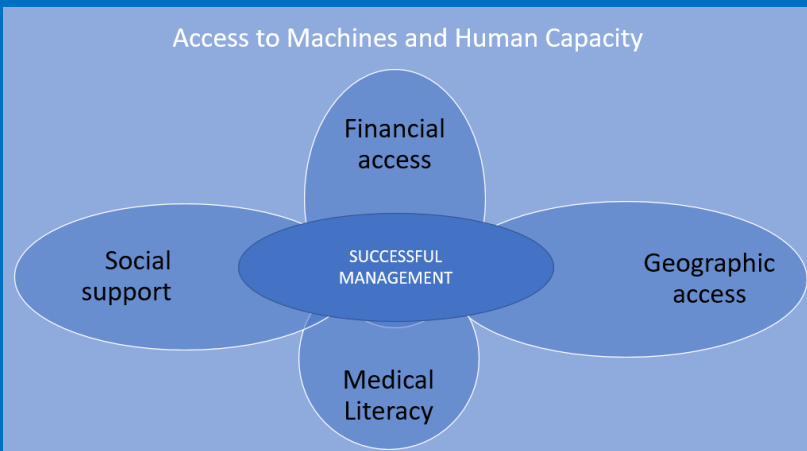 Access to Machines and Human Capacity
Financial
access
Social
support
SUCCESSFUL
MANAGEMENT
Geographic
access
Medical
Literacy